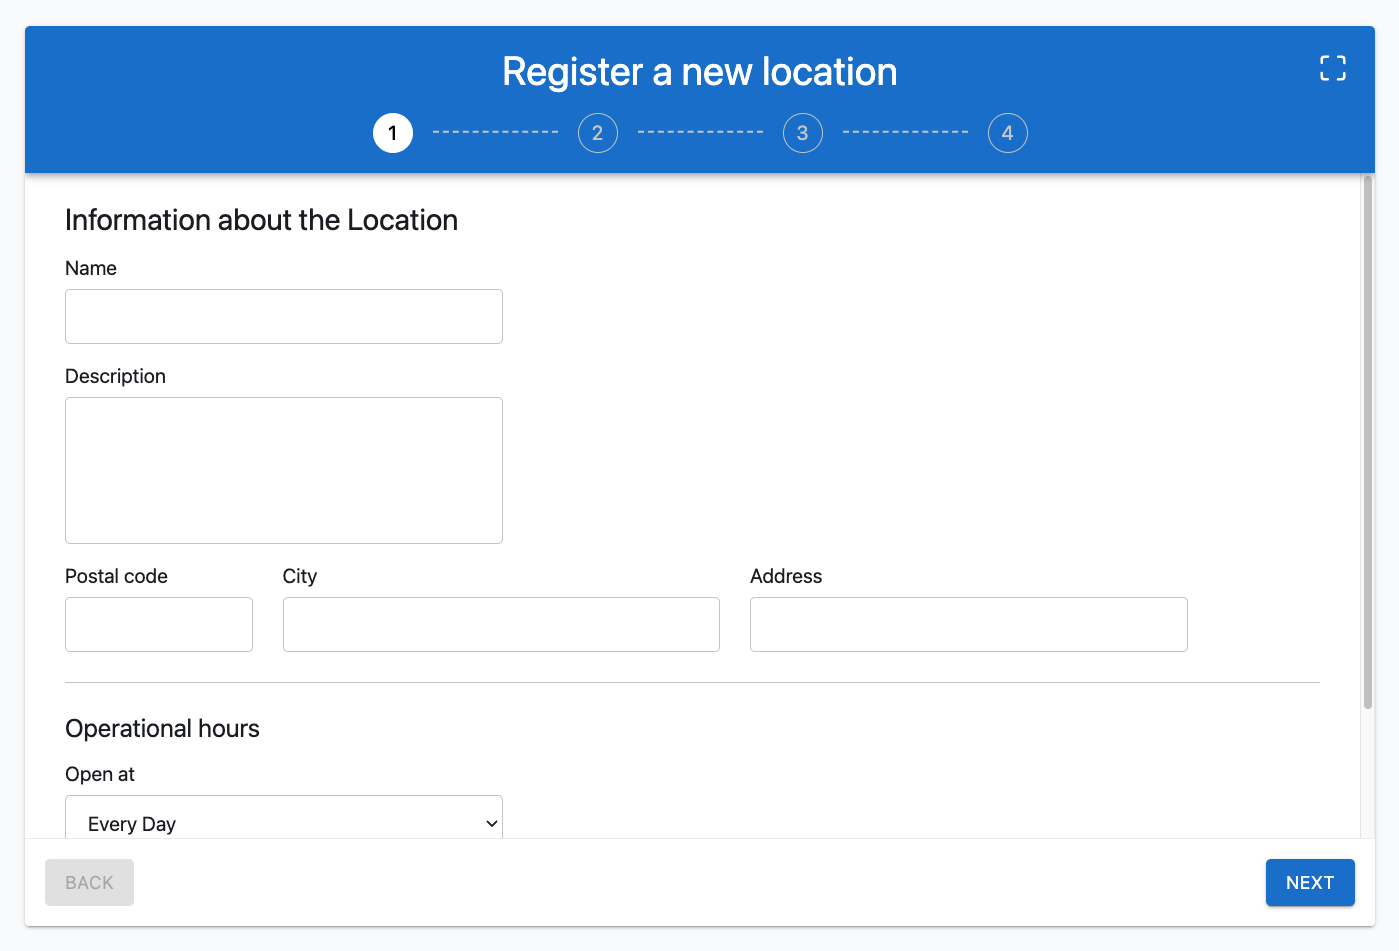 Register a new location
1 2 3 4
Information about the Location
Name
Description
Postal code City Address
Operational hours
Open at
Every Day
BACK NEXT